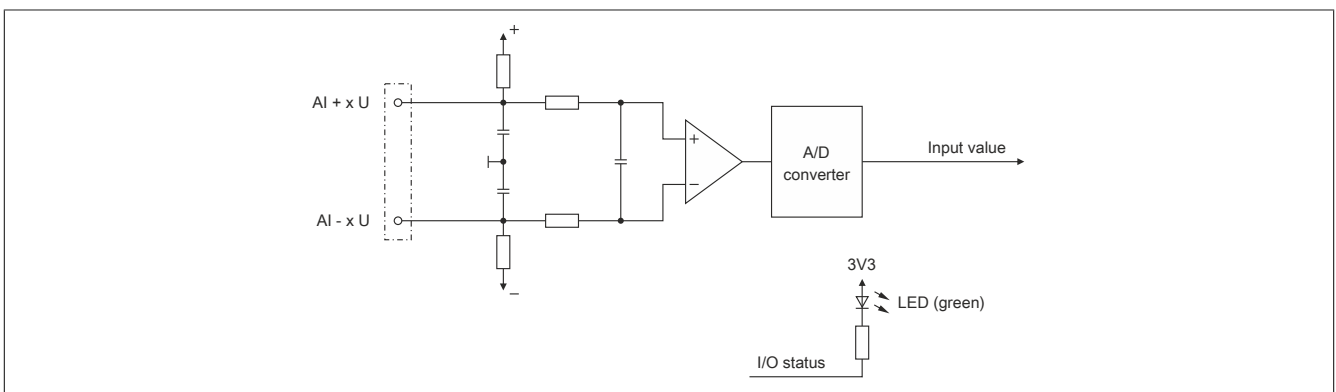 +
AI + x U
+
−
A/D
converter
Input value
AI - x U
−
3V3
LED (green)
I/O status